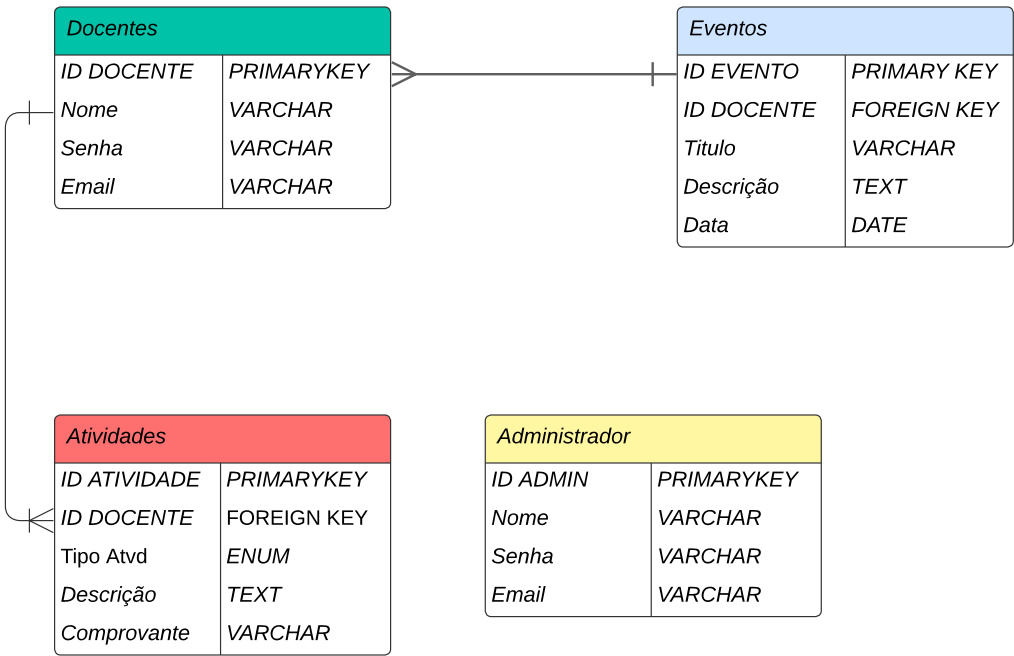 Docentes
ID DOCENTE PRIMARYKEY
Nome VARCHAR
Senha VARCHAR
Email VARCHAR
Eventos
ID EVENTO PRIMARY KEY
ID DOCENTE FOREIGN KEY
Titulo VARCHAR
Descrição TEXT
Data DATE
Atividades
ID ATIVIDADE PRIMARYKEY
ID DOCENTE FOREIGN KEY
Tipo Atvd ENUM
Descrição TEXT
Comprovante VARCHAR
Administrador
ID ADMIN PRIMARYKEY
Nome VARCHAR
Senha VARCHAR
Email VARCHAR